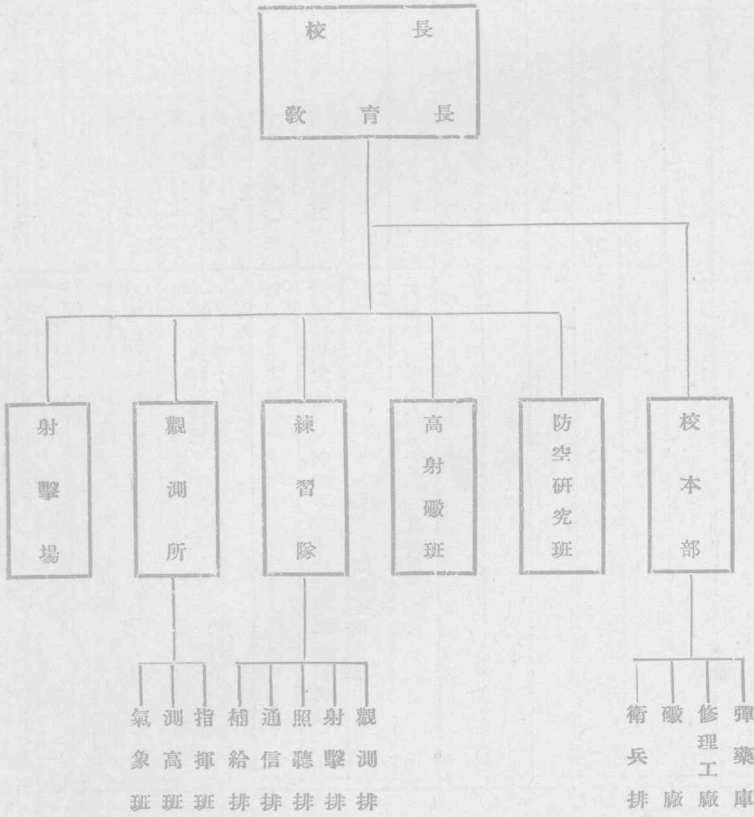 校長
教育長
校本部
防空研究班
高射礮班
練習隊
觀測所
射擊場
彈藥庫
修理工廠
礮廠
衛兵排
觀測排
射擊排
照聽排
通信排
補給排
指揮班
測高班
氣象班